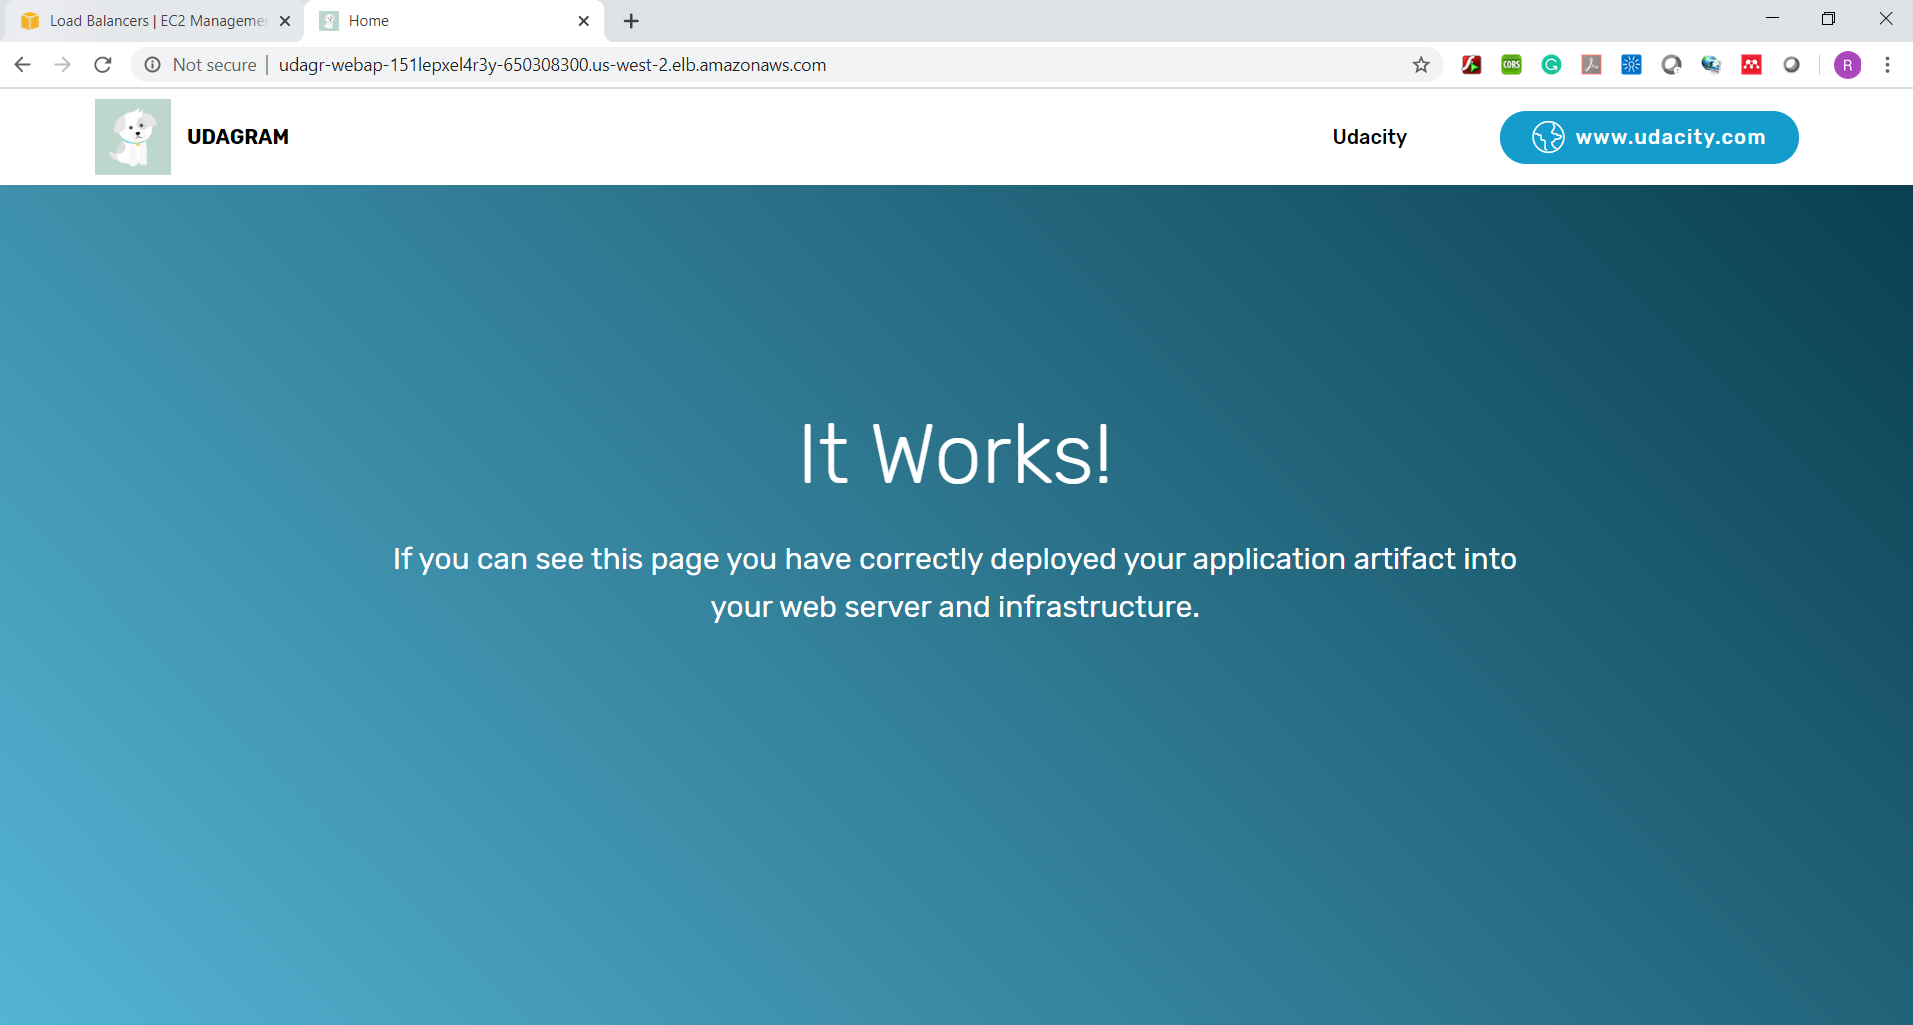 Load Balancers | EC2 Manageme
Home
Not secure | udagr-webap-151lepxel4r3y-650308300.us-west-2.elb.amazonaws.com
CORS
R
UDAGRAM
Udacity
www.udacity.com
It Works!
If you can see this page you have correctly deployed your application artifact into
your web server and infrastructure.